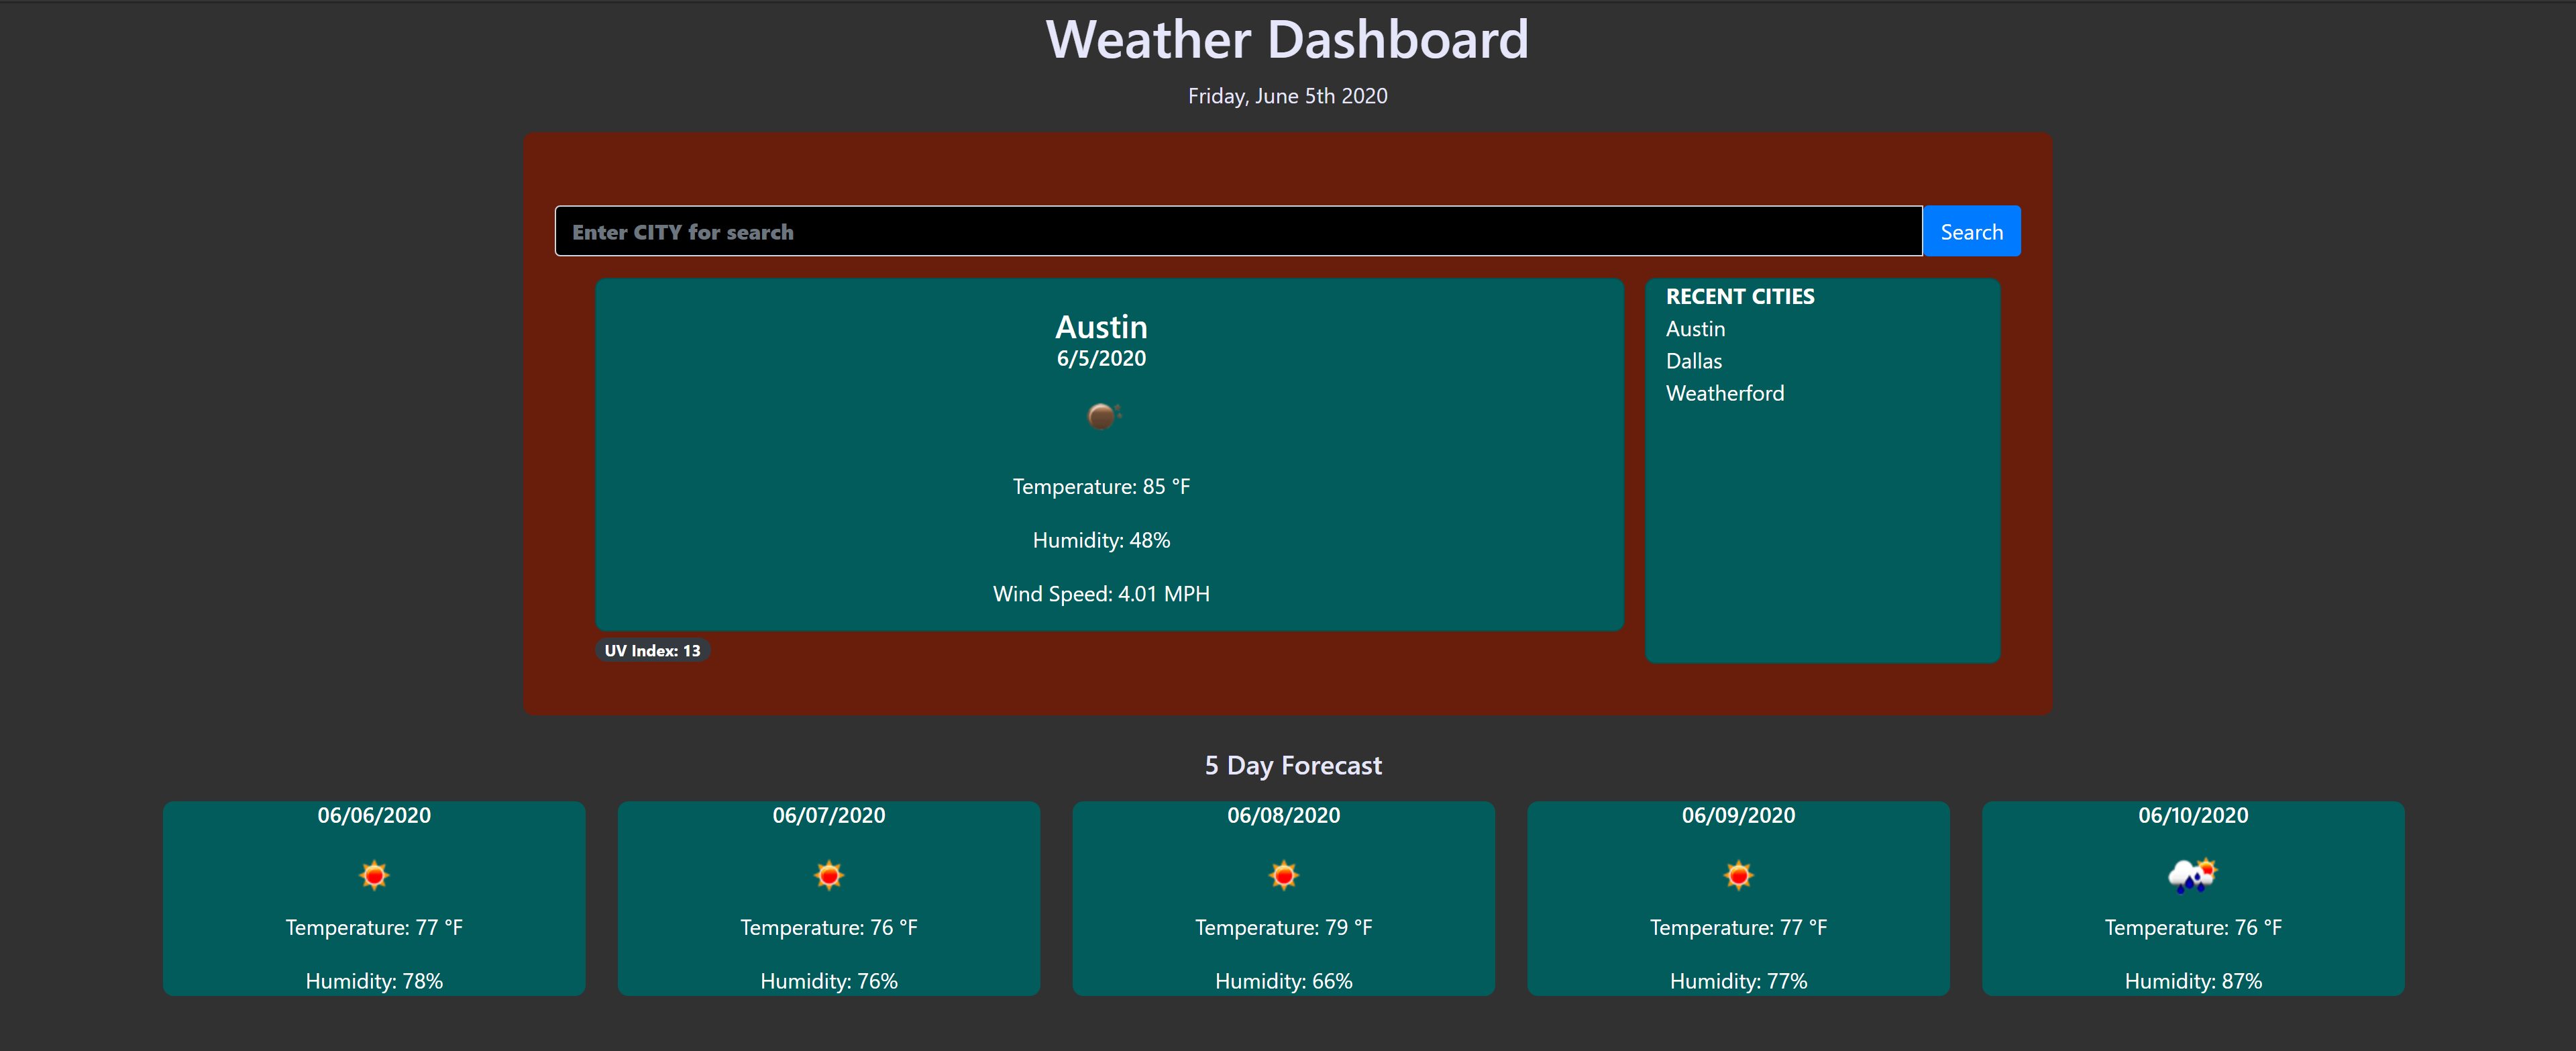 Weather Dashboard
Friday, June 5th 2020
Enter CITY for search
Search
Austin
6/5/2020
Temperature: 85 °F
Humidity: 48%
Wind Speed: 4.01 MPH
UV Index: 13
RECENT CITIES
Austin
Dallas
Weatherford
5 Day Forecast
06/06/2020
Temperature: 77 °F
Humidity: 78%
06/07/2020
Temperature: 76 °F
Humidity: 76%
06/08/2020
Temperature: 79 °F
Humidity: 66%
06/09/2020
Temperature: 77 °F
Humidity: 77%
06/10/2020
Temperature: 76 °F
Humidity: 87%